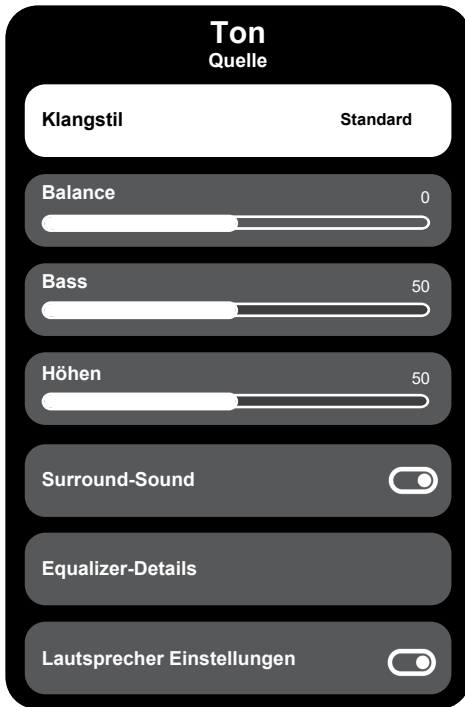 Ton
Quelle
Klangstil Standard
Balance 0
Bass 50
Höhen 50
Surround-Sound
Equalizer-Details
Lautsprecher Einstellungen